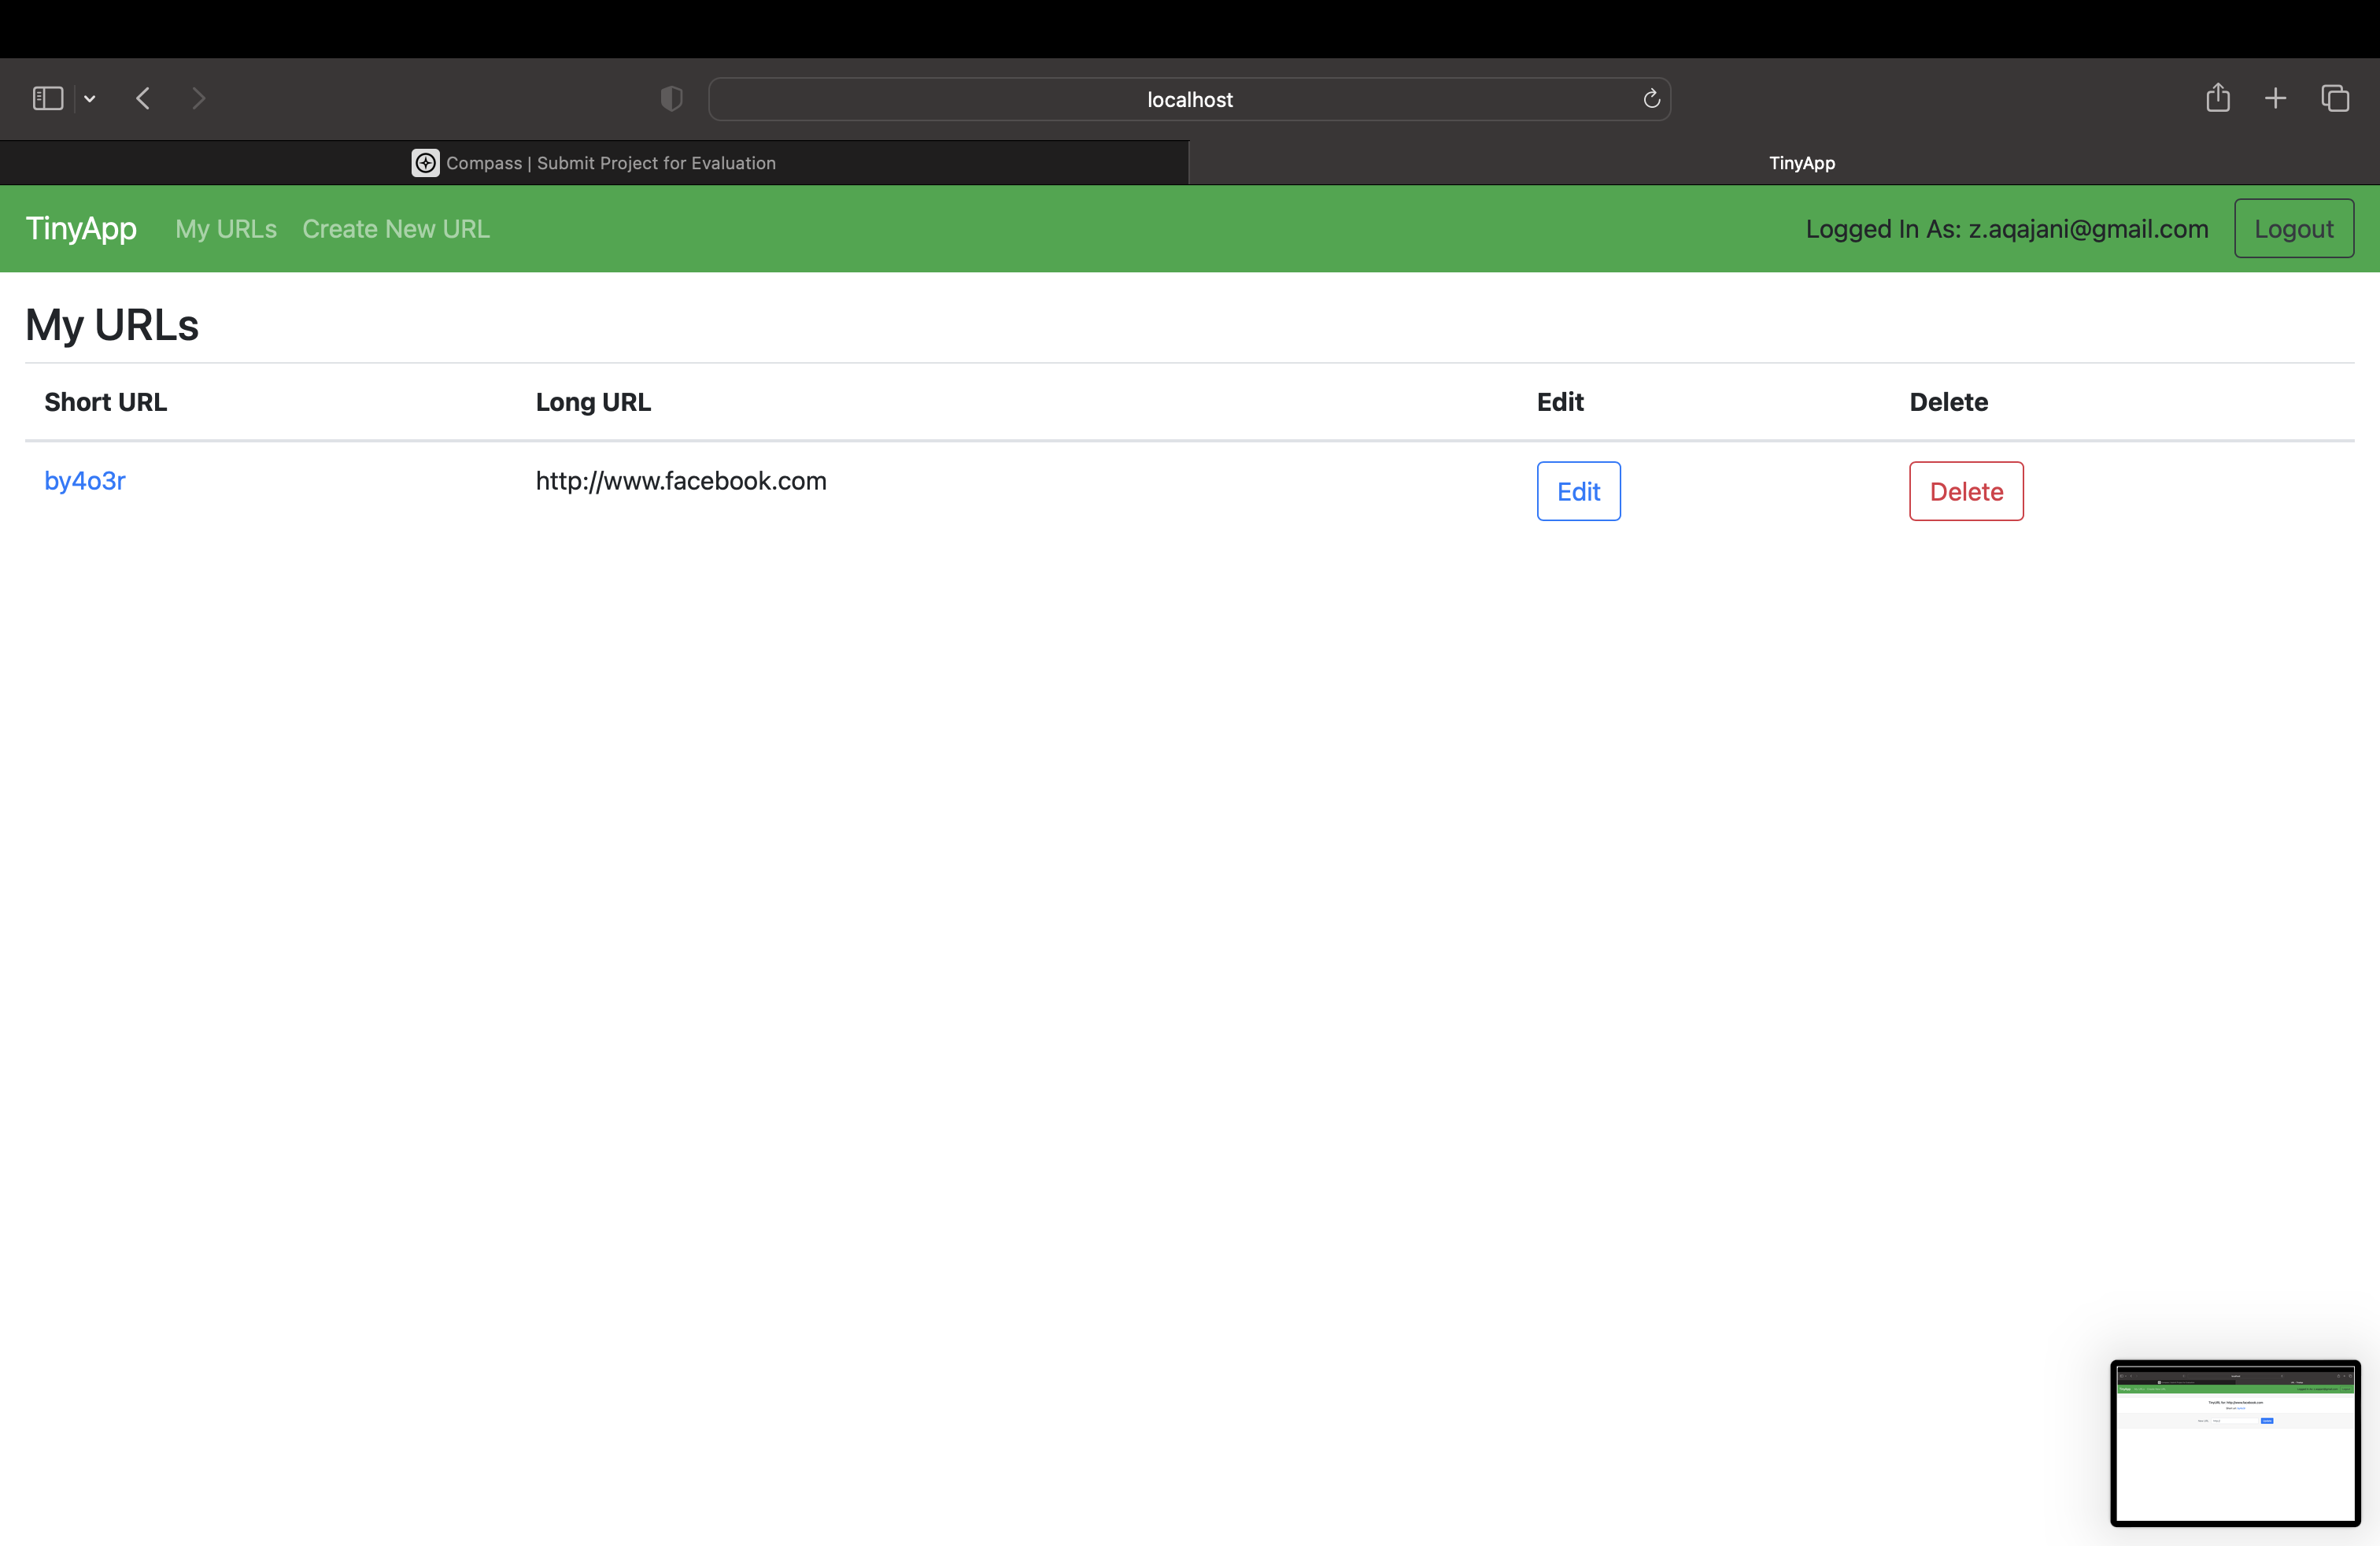 localhost
Compass | Submit Project for Evaluation
TinyApp
TinyApp My URLs Create New URL Logged In As: z.aqajani@gmail.com Logout
My URLs
Short URL Long URL Edit Delete
by4o3r http://www.facebook.com Edit Delete